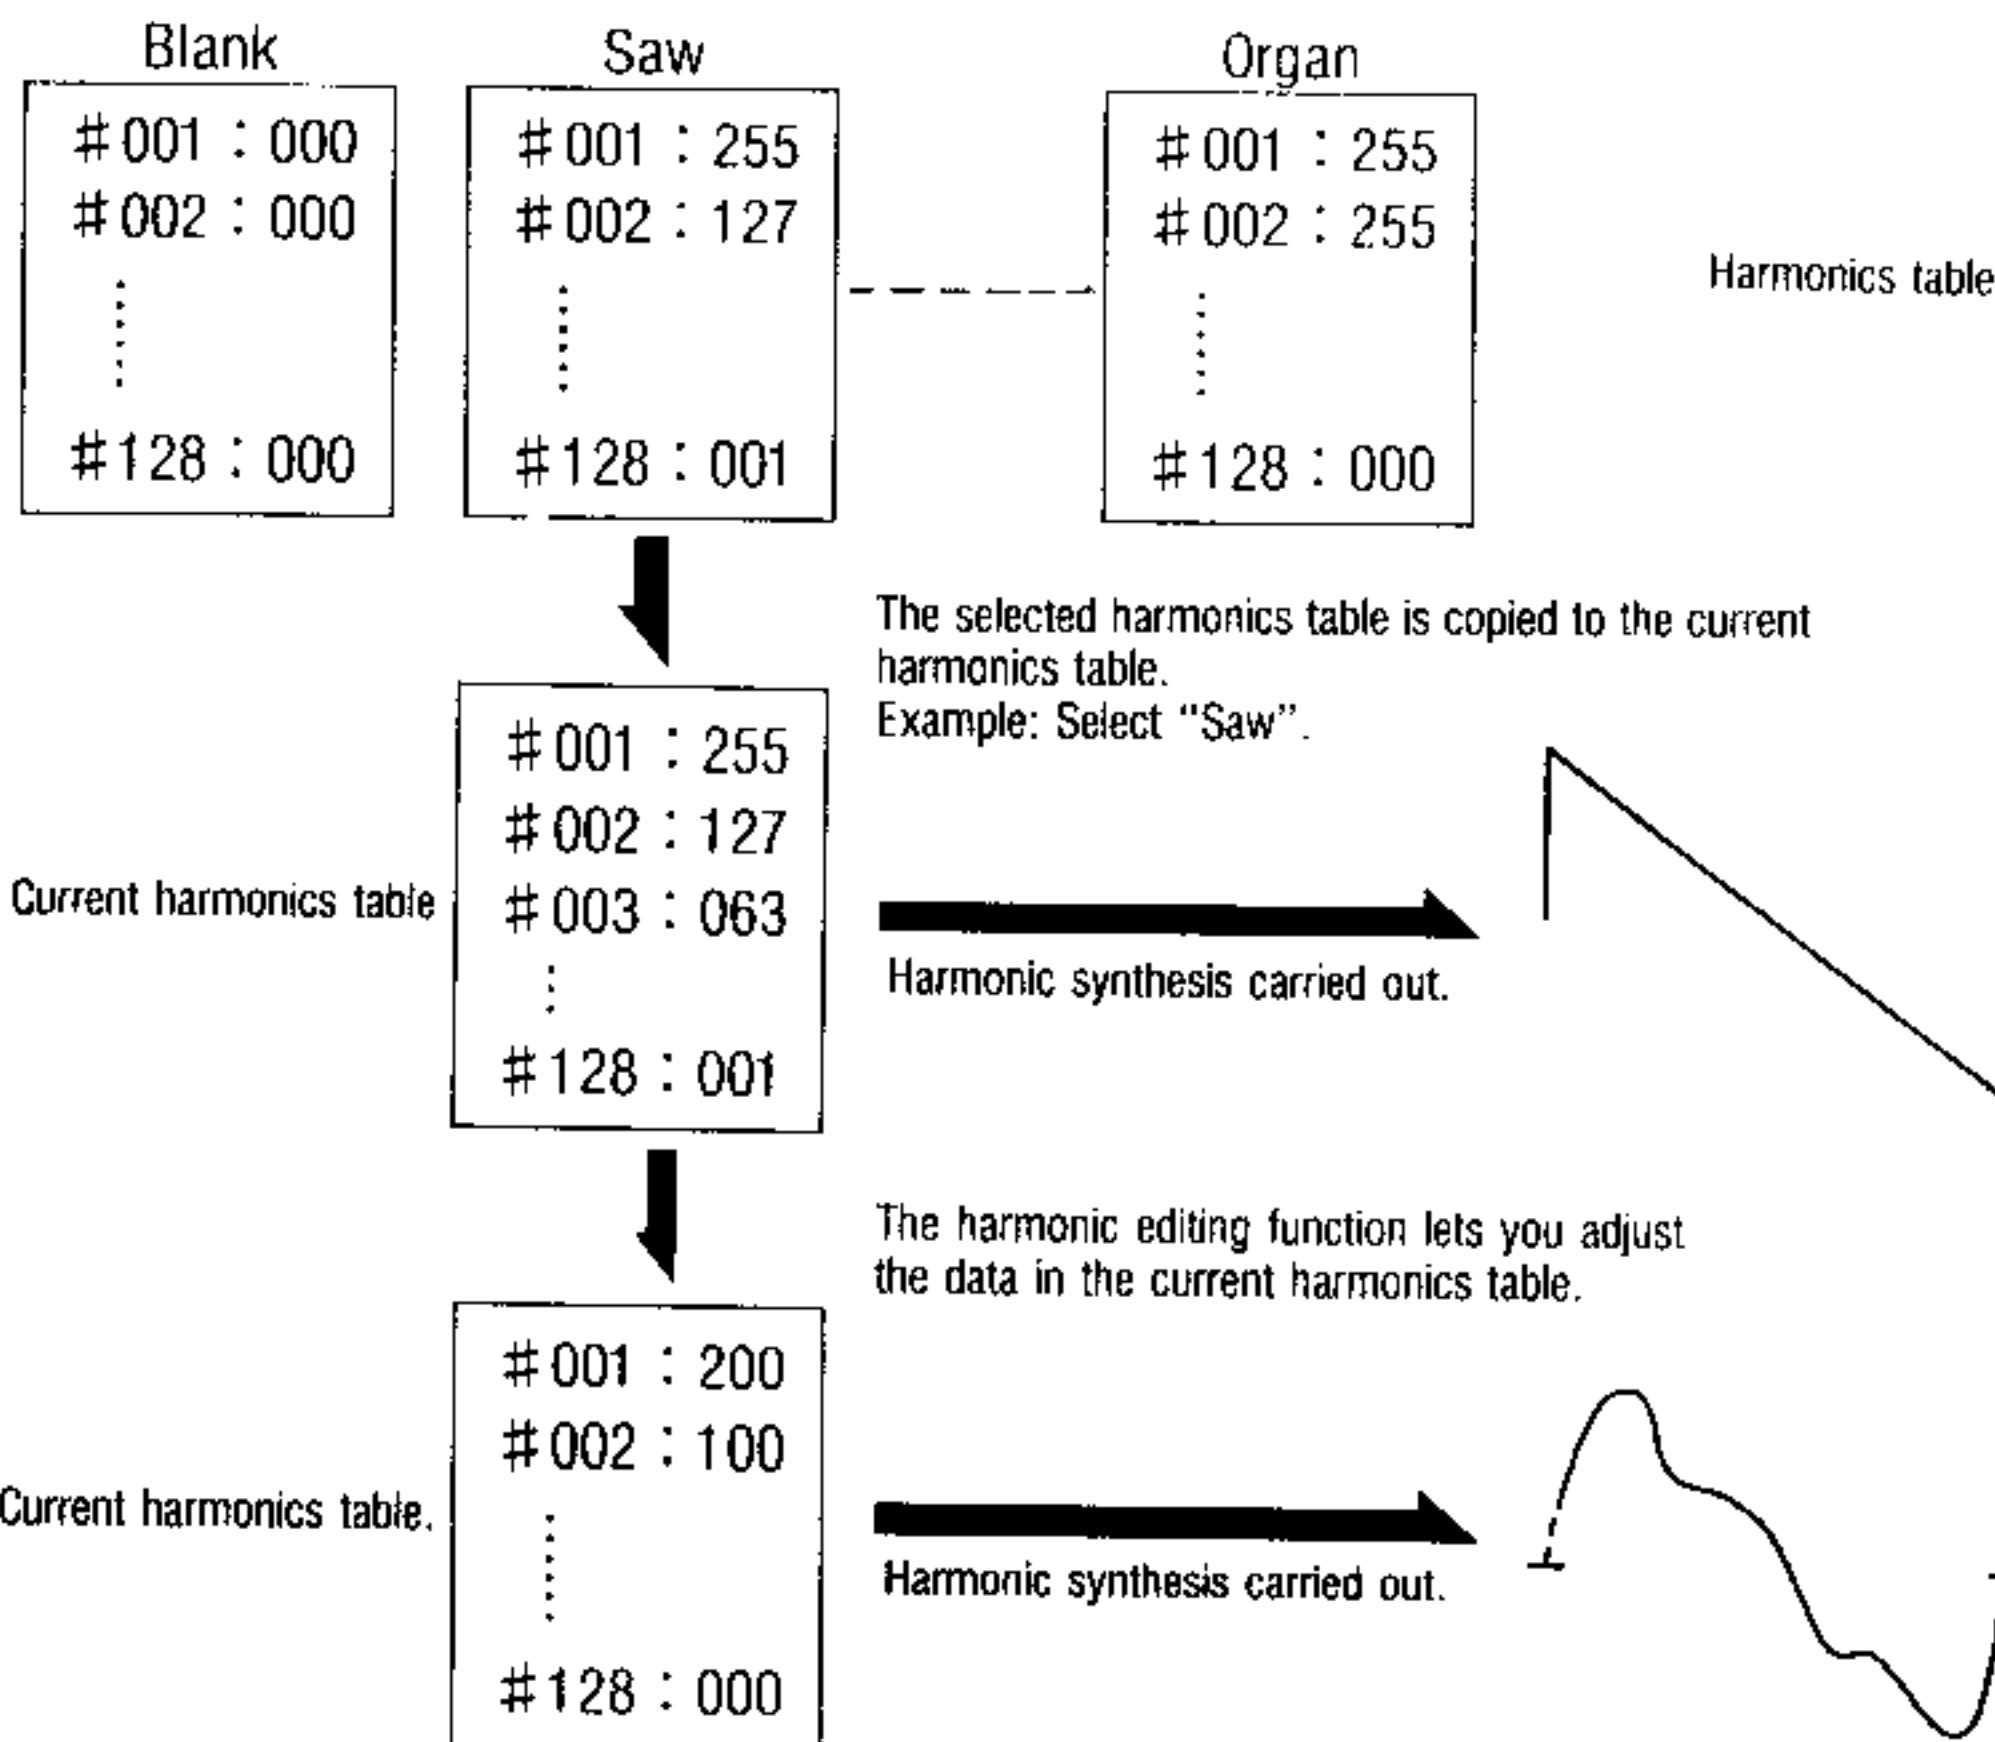 Blank
#001 : 000
#002 : 000
#128 : 000
Saw
#001 : 255
#002 : 127
#128 : 001
Organ
#001 : 255
#002 : 255
#128 : 000
Harmonics table
The selected harmonics table is copied to the current
harmonics table.
Example: Select “Saw”.
Current harmonics table
#001 : 255
#002 : 127
#003 : 063
#128 : 001
Harmonic synthesis carried out.
The harmonic editing function lets you adjust
the data in the current harmonics table.
Current harmonics table.
#001 : 200
#002 : 100
#128 : 000
Harmonic synthesis carried out.